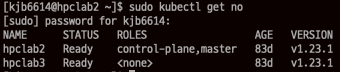 [kjb6614@hpclab2 ~]$ sudo kubectl get no
[sudo] password for kjb6614:
NAME STATUS ROLES AGE VERSION
hpclab2 Ready control-plane,master 83d v1.23.1
hpclab3 Ready <none> 83d v1.23.1